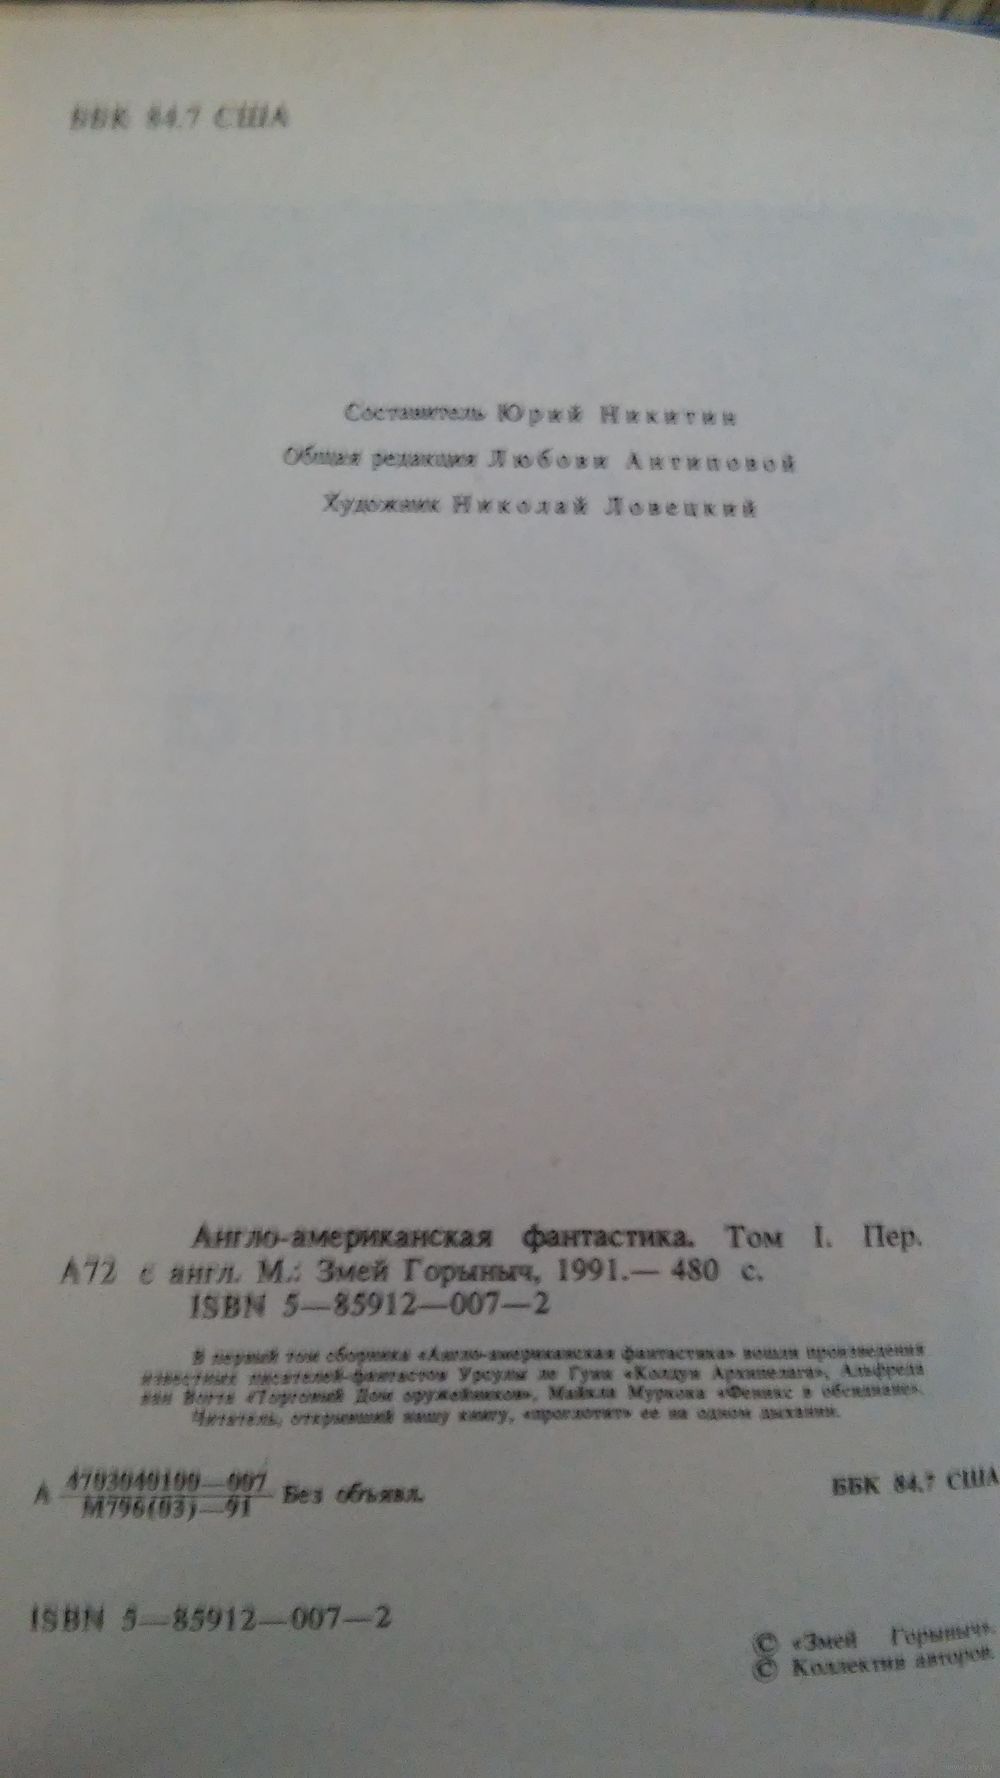 ББК 84.7 США
Составитель Юрий Никитин
Общая редакция Любови Антиповой
Художник Николай Ловецкий
Англо-американская фантастика. Том I. Пер.
А72 с англ. М.: Змей Горыныч, 1991.— 480 с.
ISBN 5—85912—007—2
В первый том сборника «Англо-американская фантастика» вошли произведения
известных писателей-фантастов Урсулы ле Гуин «Колдун Архипелага», Альфреда
ван Вогта «Торговый Дом оружейников», Майкла Муркока «Феникс в обсидиане».
Читатель, открывший нашу книгу, «проглотит» ее на одном дыхании.
А 4703040100—007
М796(03)—91 Без объявл.
ББК 84.7 США
ISBN 5—85912—007—2
© «Змей Горыныч».
© Коллектив авторов.